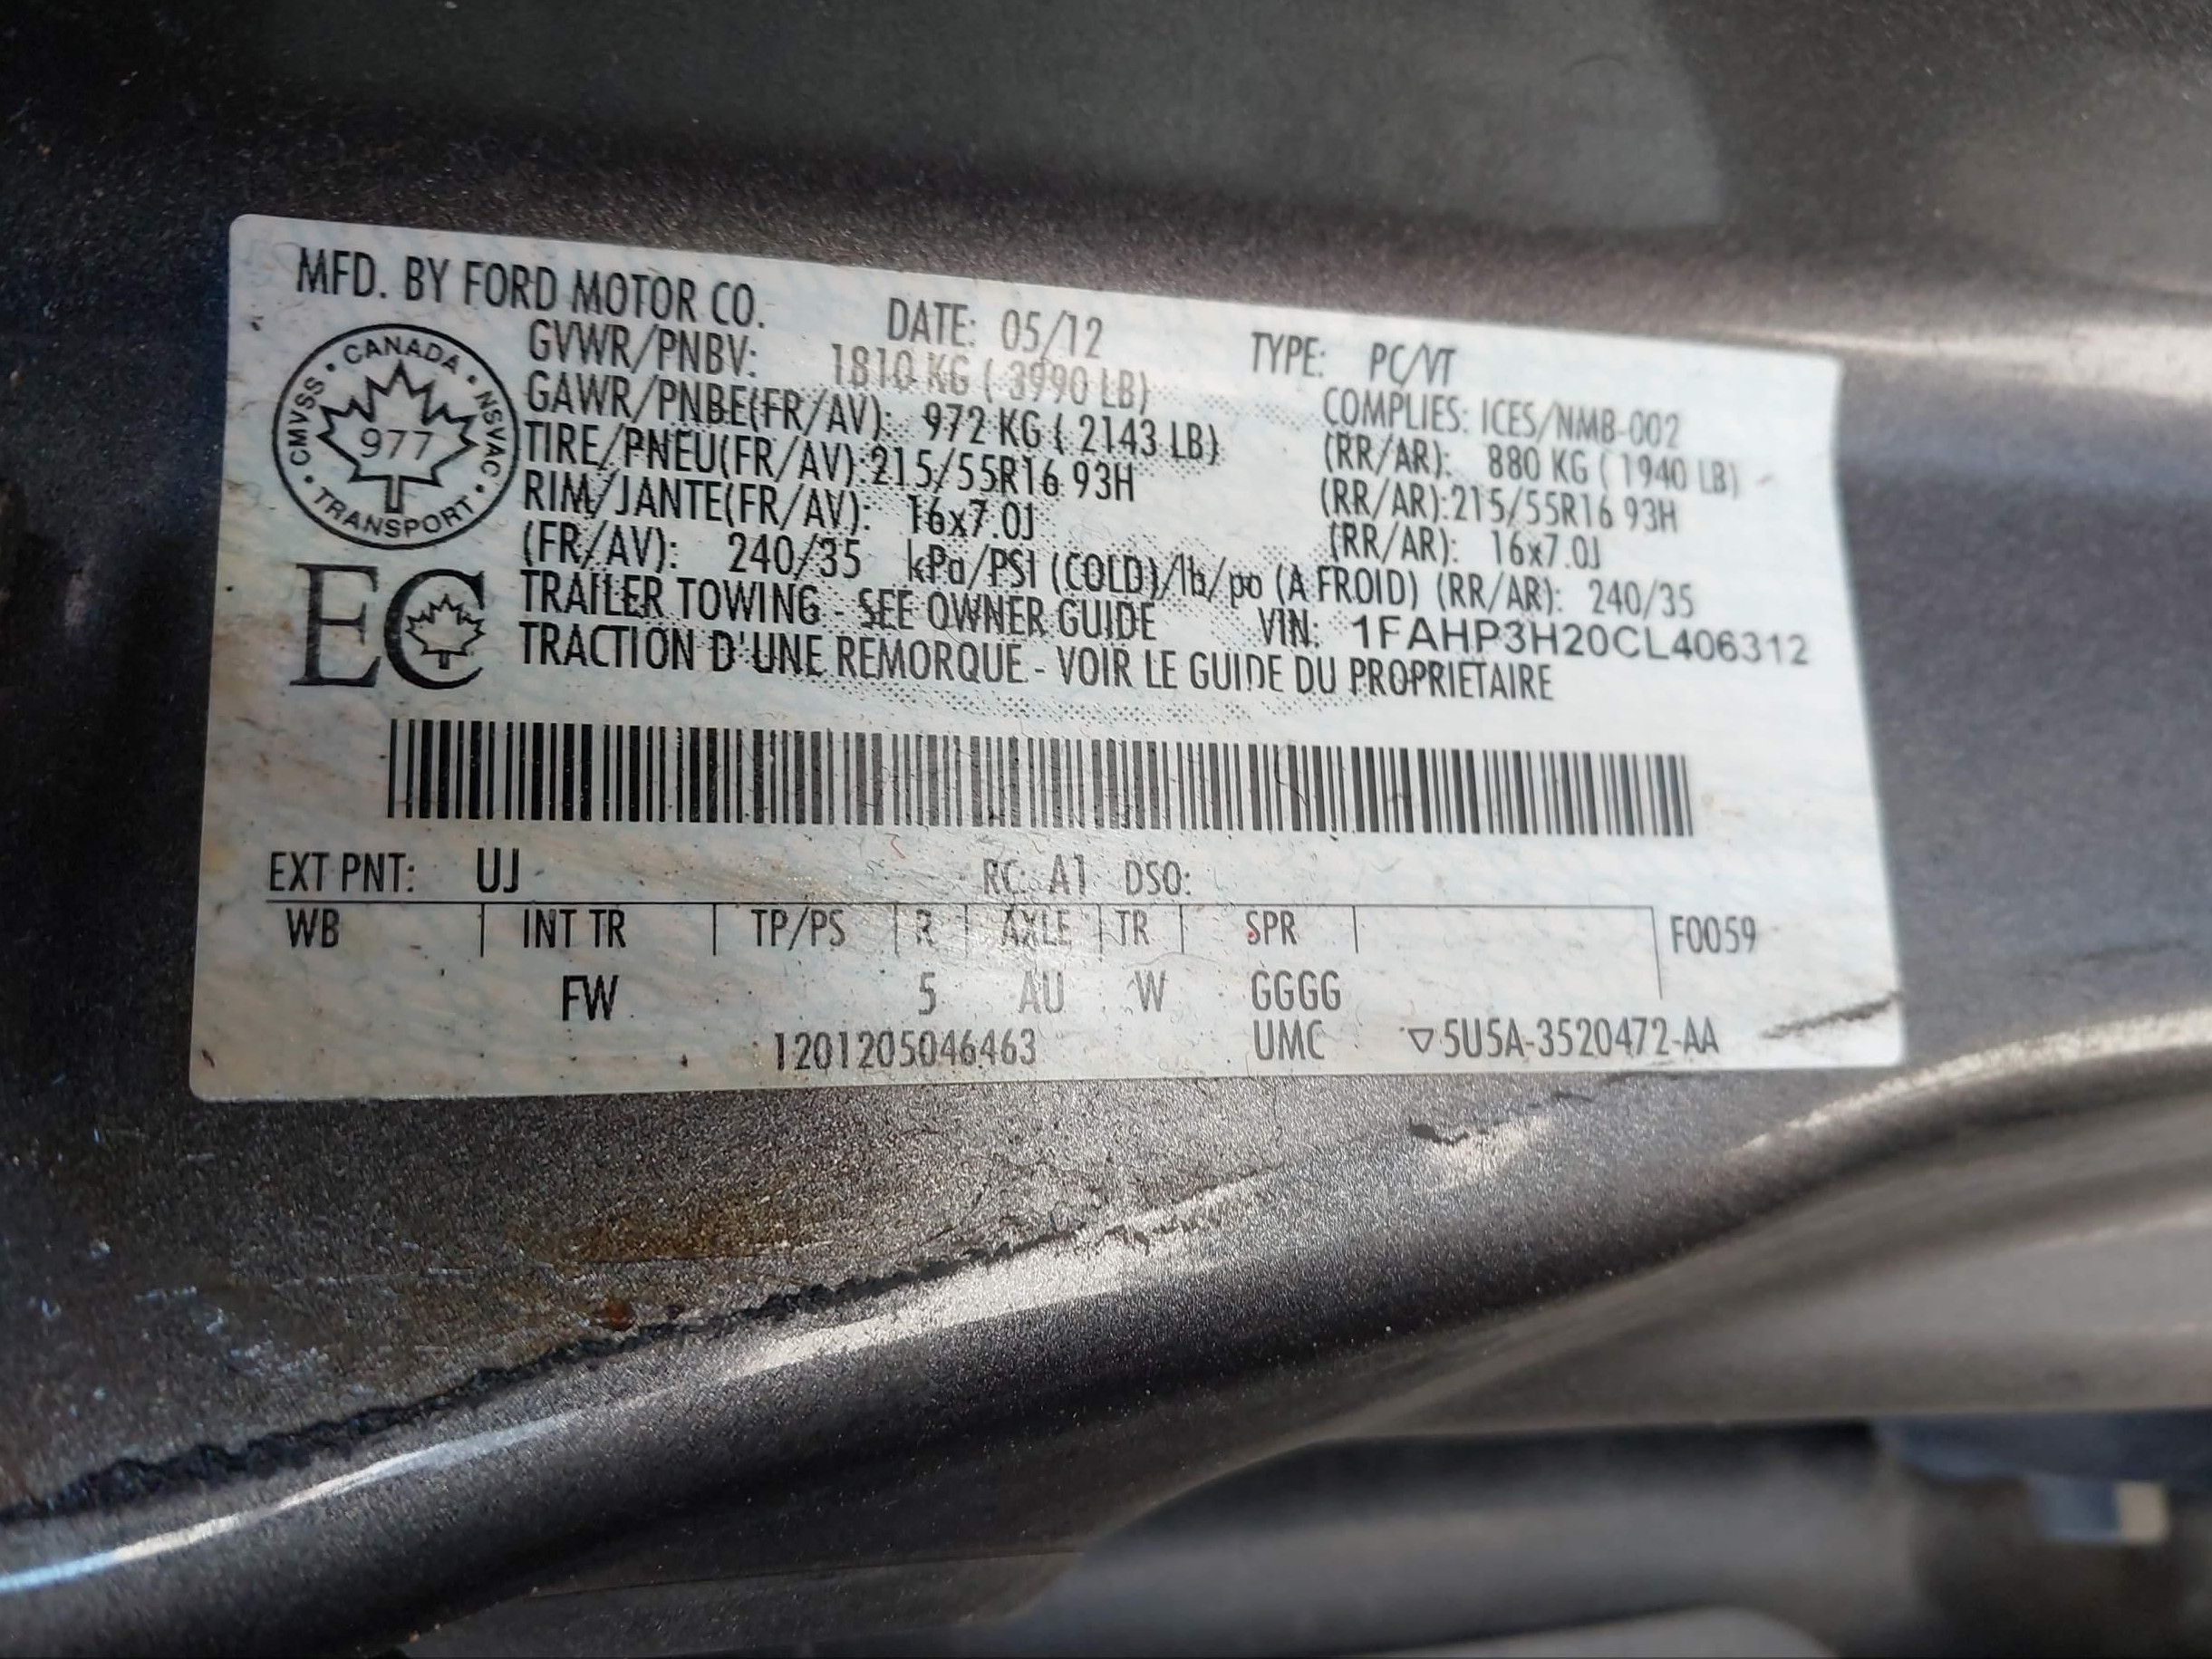 MFD. BY FORD MOTOR CO. DATE: 05/12 TYPE: PC/VT
GVWR/PNBV: 1810 KG ( 3990 LB) COMPLIES: ICES/NMB-002
GAWR/PNBE(FR/AV): 972 KG ( 2143 LB) (RR/AR): 880 KG ( 1940 LB)
TIRE/PNEU(FR/AV):215/55R16 93H (RR/AR):215/55R16 93H
RIM/JANTE(FR/AV): 16x7.0J (RR/AR): 16x7.0J
(FR/AV): 240/35 kPa/PSI (COLD)/lb/po (A FROID) (RR/AR): 240/35
TRAILER TOWING - SEE OWNER GUIDE VIN: 1FAHP3H20CL406312
TRACTION D'UNE REMORQUE - VOIR LE GUIDE DU PROPRIETAIRE
CANADA • NSVAC • TRANSPORT • CMVSS •
977
EC
EXT PNT: UJ RC: A1 DSO:
WB INT TR TP/PS R AXLE TR SPR F0059
FW 5 AU W GGGG
1201205046463 UMC ▽5U5A-3520472-AA